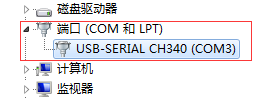 磁盘驱动器
端口 (COM 和 LPT)
USB-SERIAL CH340 (COM3)
计算机
监视器